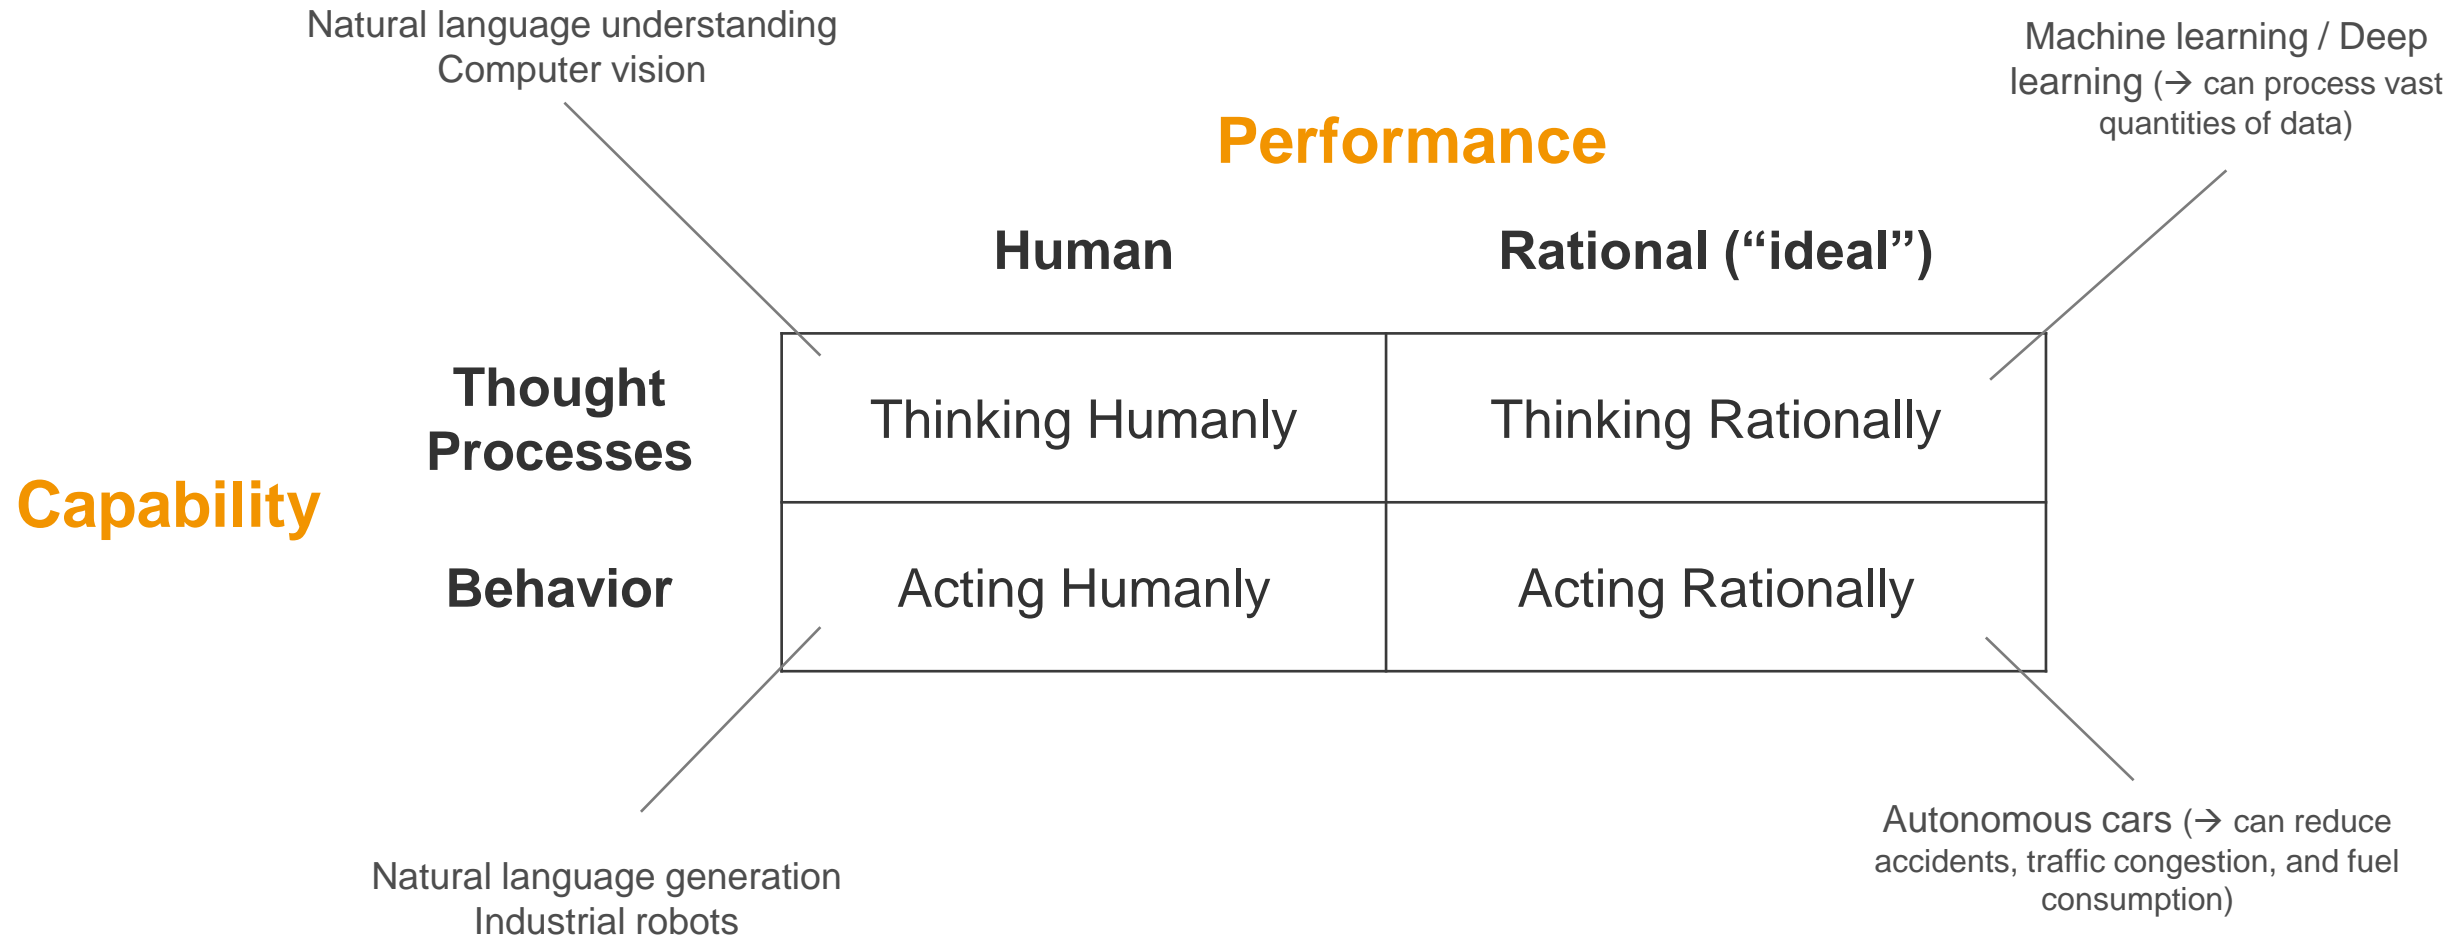 Natural language understanding
Computer vision
Machine learning / Deep
learning (→ can process vast
quantities of data)
Performance
Human
Rational (“ideal”)
Thought
Processes
Thinking Humanly
Thinking Rationally
Capability
Behavior
Acting Humanly
Acting Rationally
Natural language generation
Industrial robots
Autonomous cars (→ can reduce
accidents, traffic congestion, and fuel
consumption)